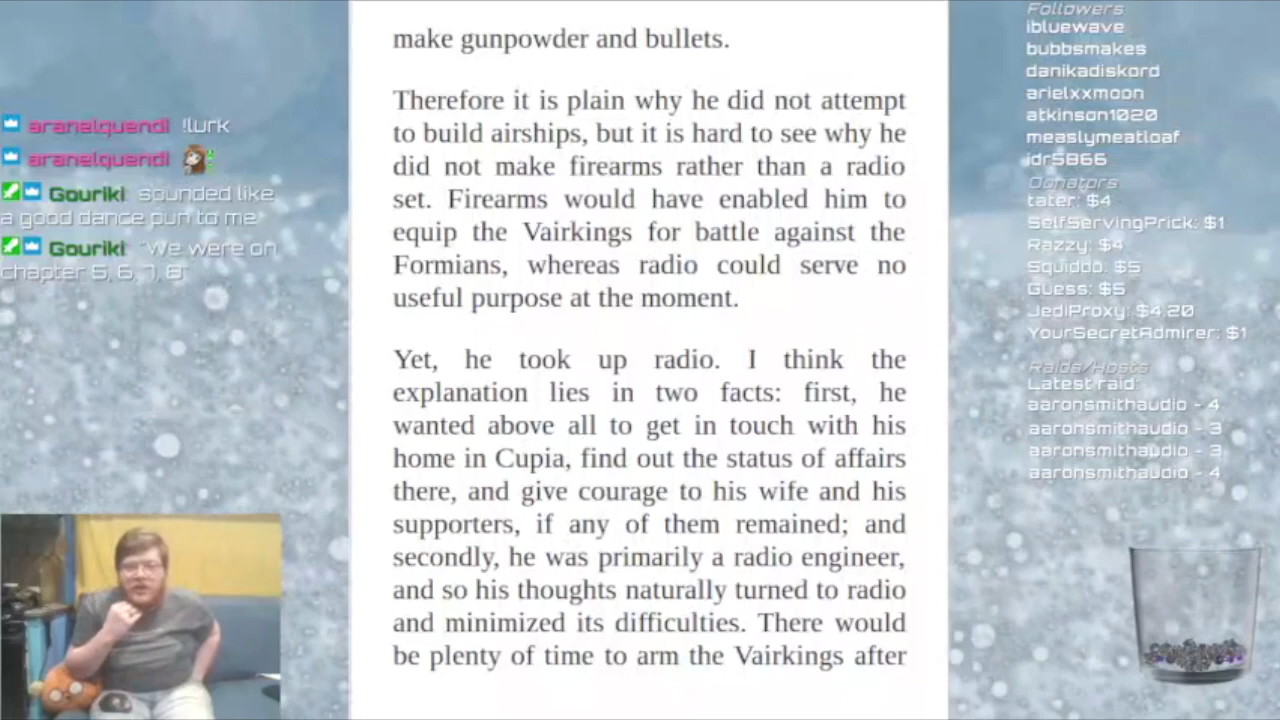 make gunpowder and bullets.
Therefore it is plain why he did not attempt
to build airships, but it is hard to see why he
did not make firearms rather than a radio
set. Firearms would have enabled him to
equip the Vairkings for battle against the
Formians, whereas radio could serve no
useful purpose at the moment.
Yet, he took up radio. I think the
explanation lies in two facts: first, he
wanted above all to get in touch with his
home in Cupia, find out the status of affairs
there, and give courage to his wife and his
supporters, if any of them remained; and
secondly, he was primarily a radio engineer,
and so his thoughts naturally turned to radio
and minimized its difficulties. There would
be plenty of time to arm the Vairkings after
aranelquendi !lurk
aranelquendi
Gouriki sounded like
a good dance pun to me
Gouriki "We were on
chapter 5, 6, 7, 8"
Followers
ibluewave
bubbsmakes
danikadiskord
arielxxmoon
atkinson1020
measlymeatloaf
idr5866
Donators
tater: $4
SelfServingPrick: $1
Razzy: $4
Squidoo: $5
Guess: $5
JediProxy: $4.20
YourSecretAdmirer: $1
Raids/Hosts
Latest raid:
aaronsmithaudio - 4
aaronsmithaudio - 3
aaronsmithaudio - 3
aaronsmithaudio - 4